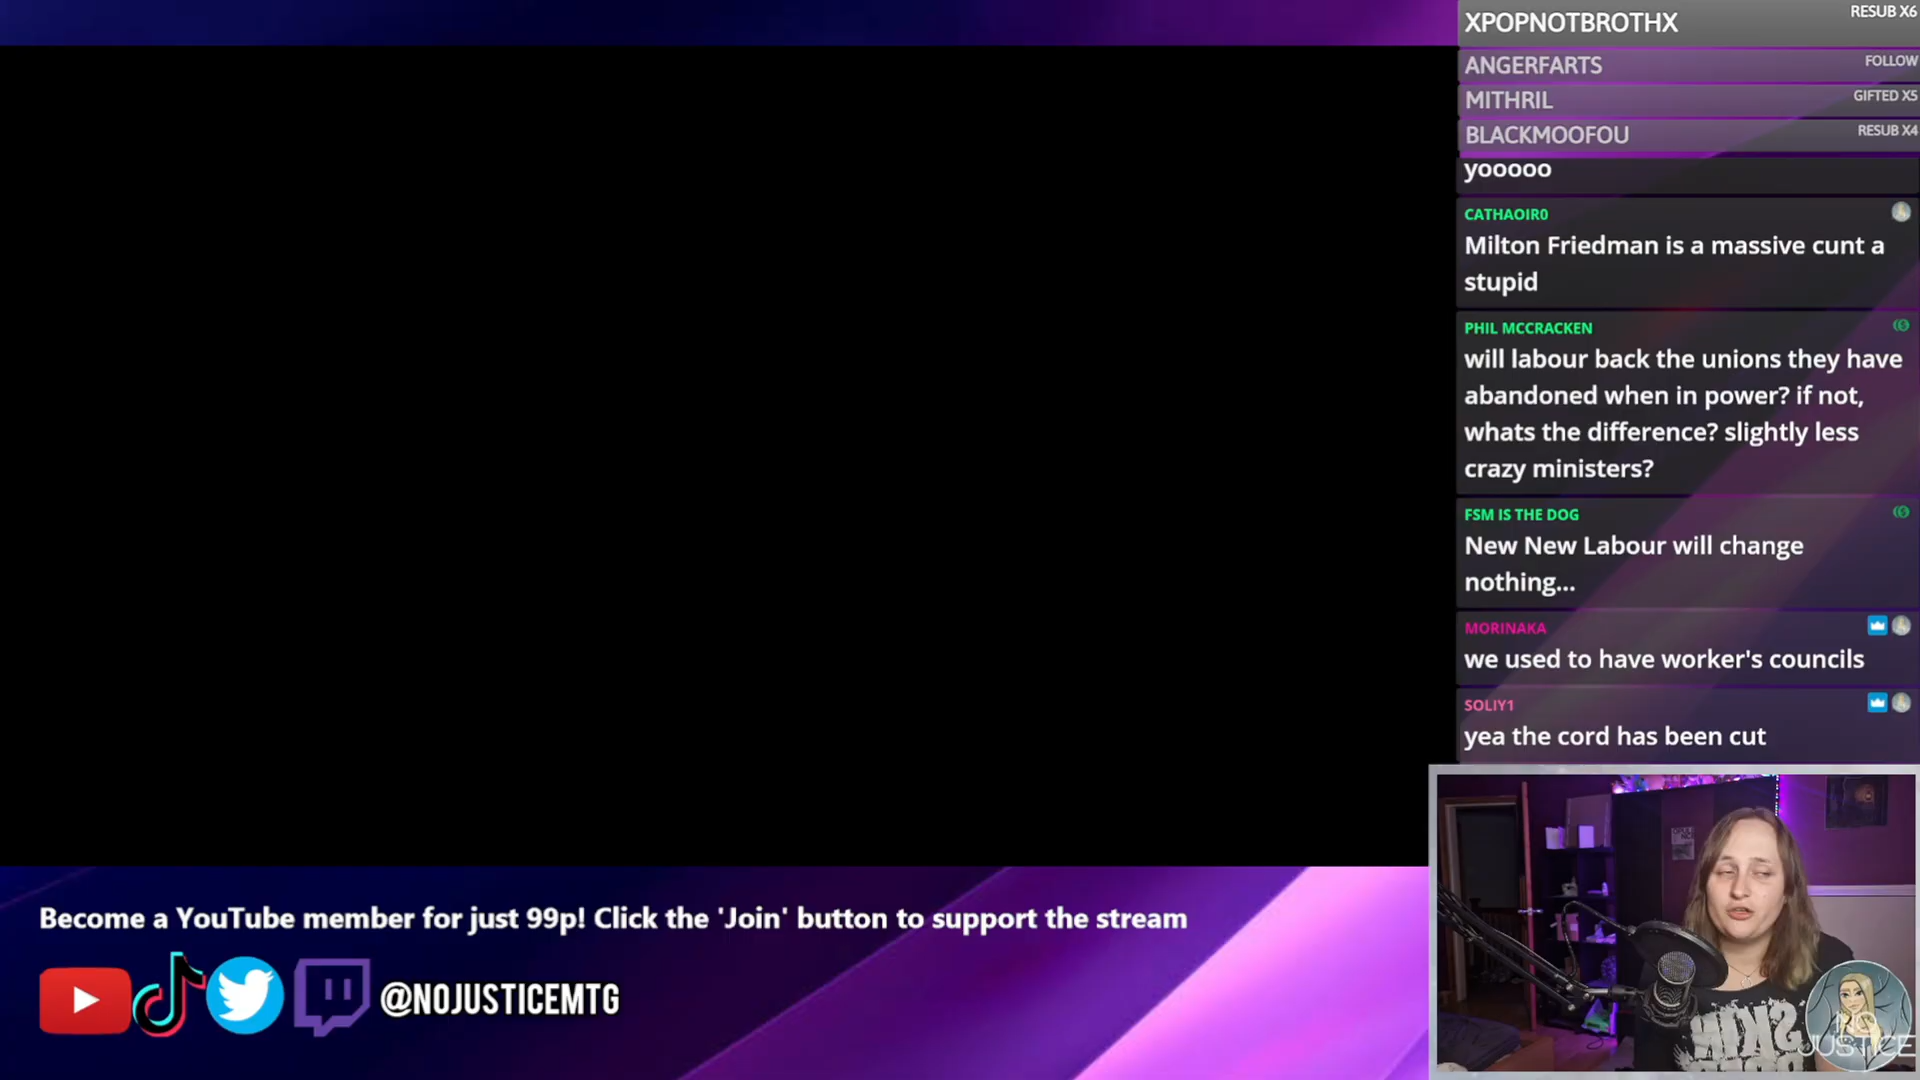 XPOPNOTBROTHX
RESUB X6
ANGERFARTS
FOLLOW
MITHRIL
GIFTED X5
BLACKMOOFOU
RESUB X4
yooooo
CATHAOIR0
Milton Friedman is a massive cunt a
stupid
PHIL MCCRACKEN
will labour back the unions they have
abandoned when in power? if not,
whats the difference? slightly less
crazy ministers?
FSM IS THE DOG
New New Labour will change
nothing...
MORINAKA
we used to have worker's councils
SOLIY1
yea the cord has been cut
Become a YouTube member for just 99p! Click the 'Join' button to support the stream
@NOJUSTICEMTG
NO
JUSTICE